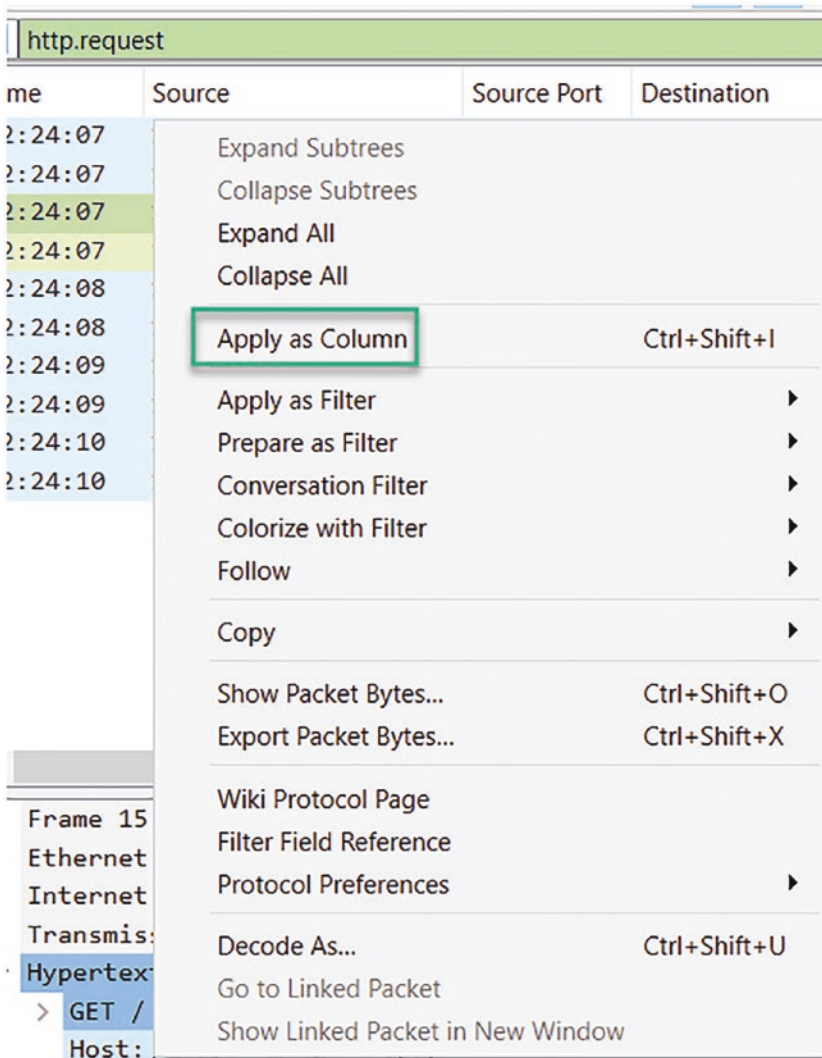 http.request
me Source Source Port Destination
2:24:07
2:24:07
2:24:07
2:24:07
2:24:08
2:24:08
2:24:09
2:24:09
2:24:10
2:24:10
Expand Subtrees
Collapse Subtrees
Expand All
Collapse All
Apply as Column Ctrl+Shift+I
Apply as Filter
Prepare as Filter
Conversation Filter
Colorize with Filter
Follow
Copy
Show Packet Bytes... Ctrl+Shift+O
Export Packet Bytes... Ctrl+Shift+X
Wiki Protocol Page
Filter Field Reference
Protocol Preferences
Decode As... Ctrl+Shift+U
Go to Linked Packet
Show Linked Packet in New Window
Frame 15
Ethernet
Internet
Transmis
Hypertex
> GET /
Host: